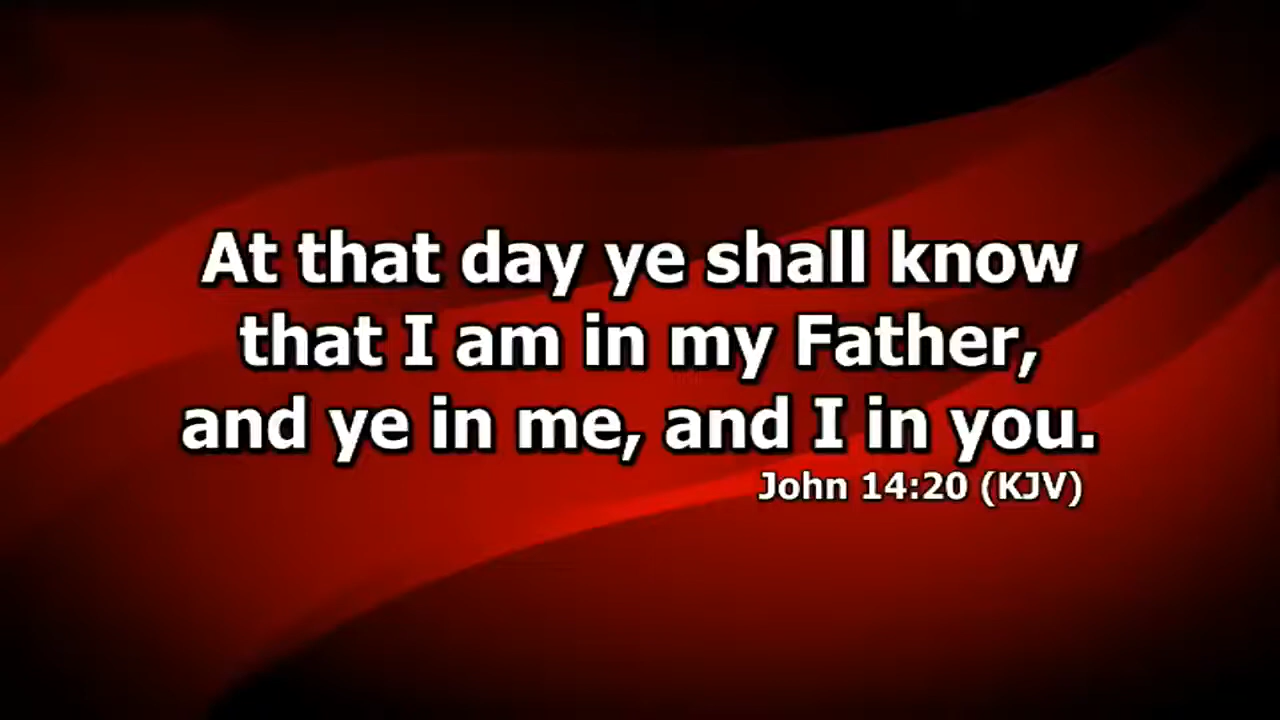 At that day ye shall know
that I am in my Father,
and ye in me, and I in you.
John 14:20 (KJV)